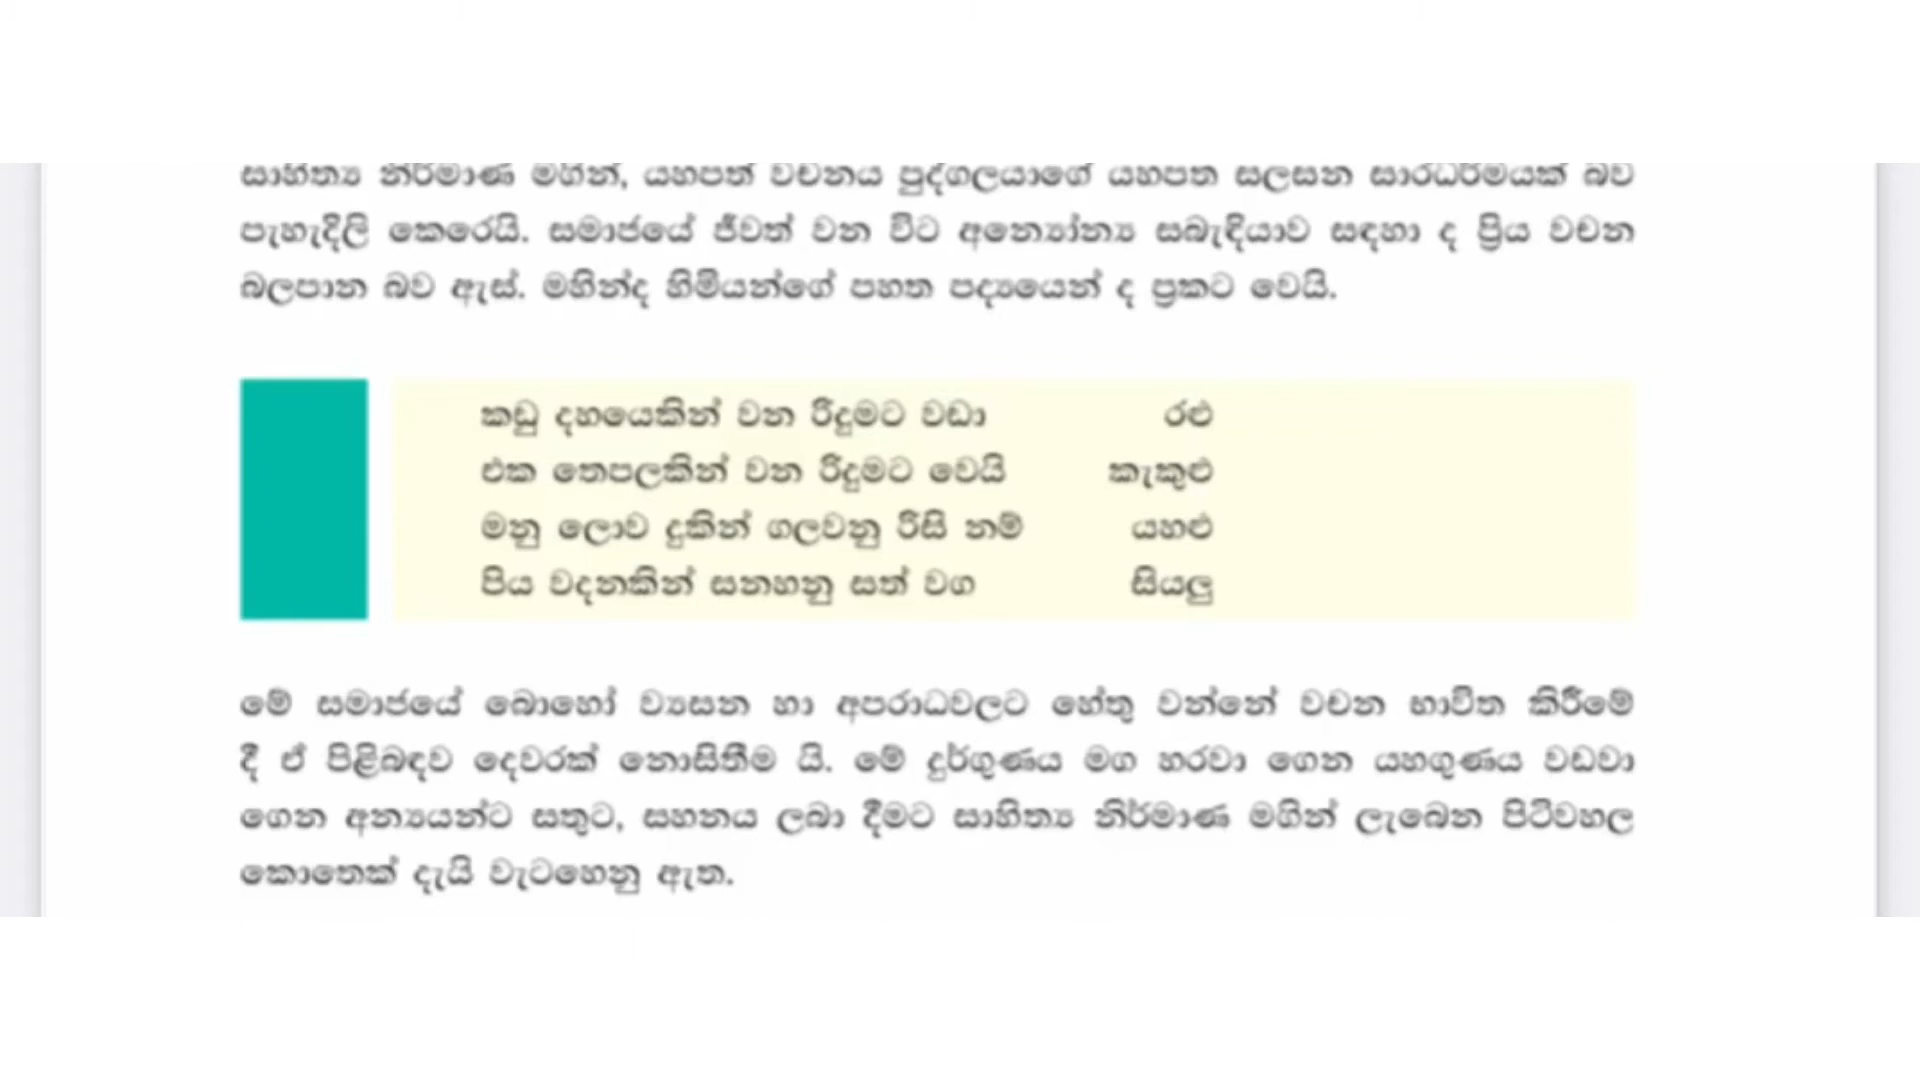 සාහිත්‍ය නිර්මාණ මගින්, යහපත් වචනය පුද්ගලයාගේ යහපත සලසන සාරධර්මයක් බව
පැහැදිලි කෙරෙයි. සමාජයේ ජීවත් වන විට අන්‍යෝන්‍ය සබැඳියාව සඳහා ද ප්‍රිය වචන
බලපාන බව ඇස්. මහින්ද හිමියන්ගේ පහත පද්‍යයෙන් ද ප්‍රකට වෙයි.
කඩු දහයෙකින් වන රිදුමට වඩා රළු
එක තෙපලකින් වන රිදුමට වෙයි කැකුළු
මනු ලොව දුකින් ගලවනු රිසි නම් යහළු
පිය වදනකින් සනහනු සත් වග සියලු
මේ සමාජයේ බොහෝ ව්‍යසන හා අපරාධවලට හේතු වන්නේ වචන භාවිත කිරීමේ
දී ඒ පිළිබඳව දෙවරක් නොසිතීම යි. මේ දුර්ගුණය මග හරවා ගෙන යහගුණය වඩවා
ගෙන අන්‍යයන්ට සතුට, සහනය ලබා දීමට සාහිත්‍ය නිර්මාණ මගින් ලැබෙන පිටිවහල
කොතෙක් දැයි වැටහෙනු ඇත.